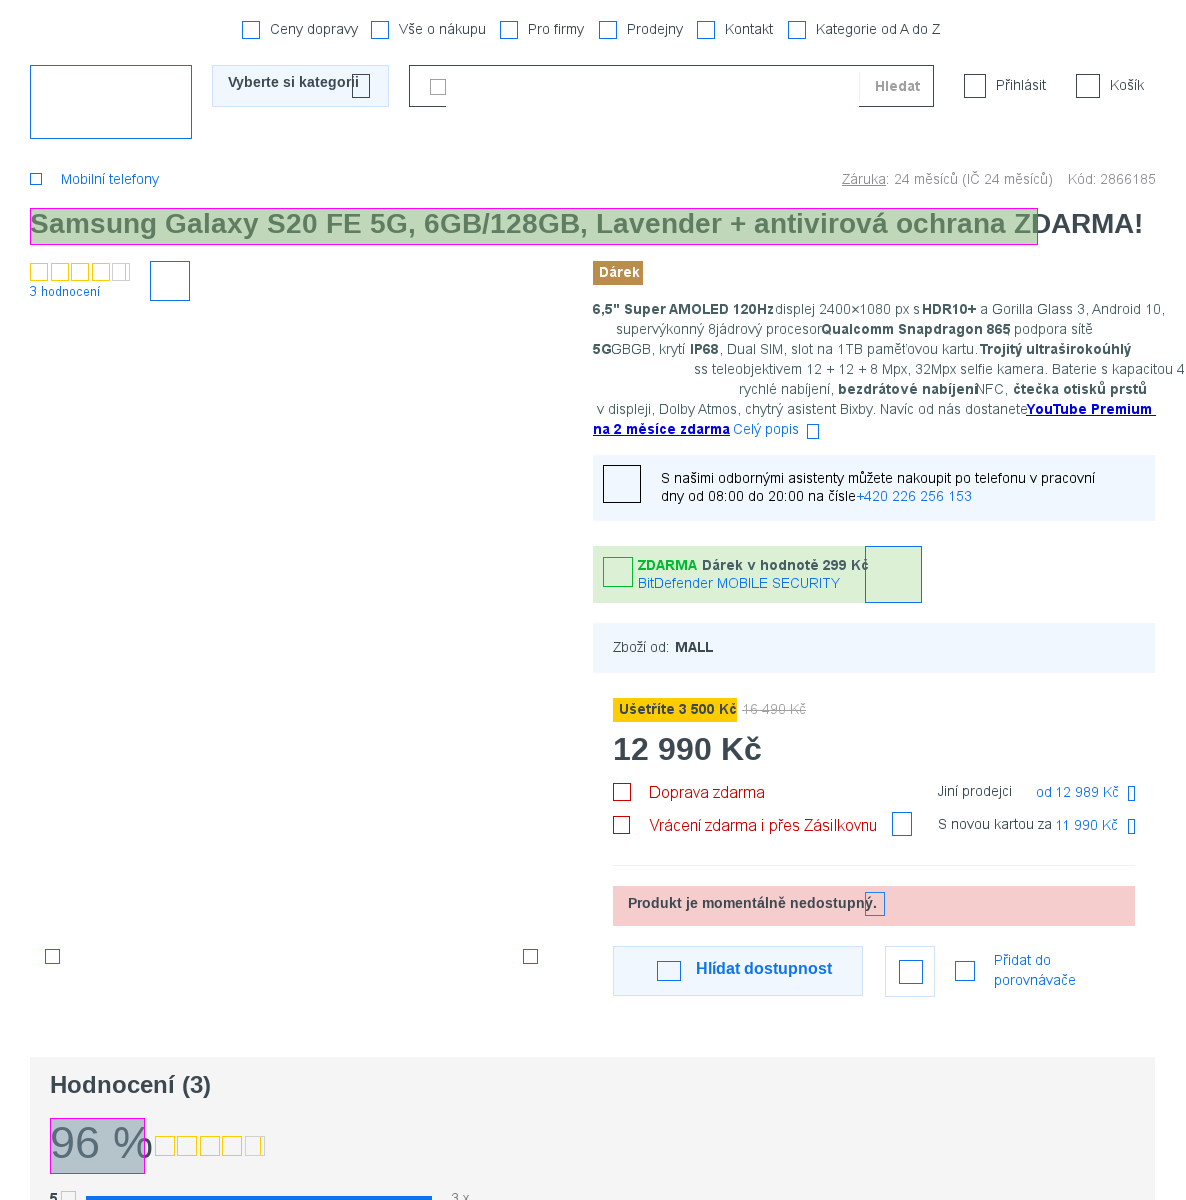 Ceny dopravy Vše o nákupu Pro firmy Prodejny Kontakt Kategorie od A do Z
Vyberte si kategorii Hledat Přihlásit Košík
Mobilní telefony Záruka: 24 měsíců (IČ 24 měsíců) Kód: 2866185
Samsung Galaxy S20 FE 5G, 6GB/128GB, Lavender + antivirová ochrana ZDARMA!
3 hodnocení
Dárek
6,5" Super AMOLED 120Hz displej 2400×1080 px s HDR10+ a Gorilla Glass 3, Android 10,
supervýkonný 8jádrový procesor Qualcomm Snapdragon 865 podpora sítě
5G GBGB, krytí IP68, Dual SIM, slot na 1TB paměťovou kartu. Trojitý ultraširokoúhlý
ss teleobjektivem 12 + 12 + 8 Mpx, 32Mpx selfie kamera. Baterie s kapacitou 4
rychlé nabíjení, bezdrátové nabíjení NFC, čtečka otisků prstů
v displeji, Dolby Atmos, chytrý asistent Bixby. Navíc od nás dostanete YouTube Premium
na 2 měsíce zdarma Celý popis
S našimi odbornými asistenty můžete nakoupit po telefonu v pracovní
dny od 08:00 do 20:00 na čísle +420 226 256 153
ZDARMA Dárek v hodnotě 299 Kč
BitDefender MOBILE SECURITY
Zboží od: MALL
Ušetříte 3 500 Kč 16 490 Kč
12 990 Kč
Doprava zdarma Jiní prodejci od 12 989 Kč
Vrácení zdarma i přes Zásilkovnu S novou kartou za 11 990 Kč
Produkt je momentálně nedostupný.
Hlídat dostupnost
Přidat do
porovnávače
Hodnocení (3)
96 %
5 3 x